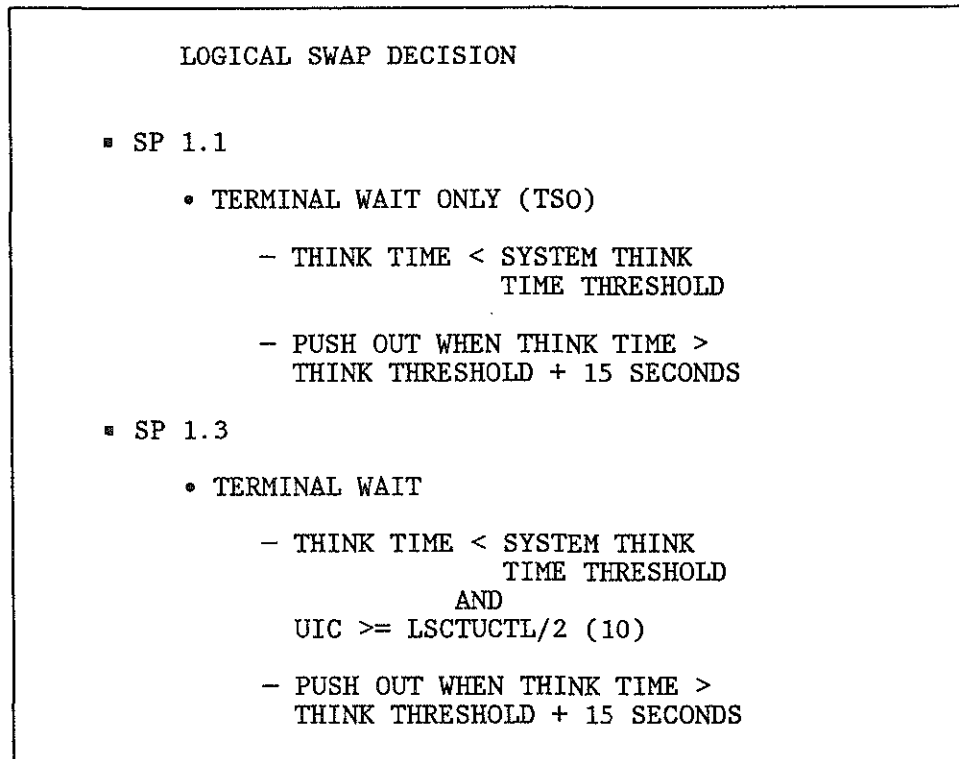 LOGICAL SWAP DECISION
▪ SP 1.1
• TERMINAL WAIT ONLY (TSO)
— THINK TIME < SYSTEM THINK
TIME THRESHOLD
— PUSH OUT WHEN THINK TIME >
THINK THRESHOLD + 15 SECONDS
▪ SP 1.3
• TERMINAL WAIT
— THINK TIME < SYSTEM THINK
TIME THRESHOLD
AND
UIC >= LSCTUCTL/2 (10)
— PUSH OUT WHEN THINK TIME >
THINK THRESHOLD + 15 SECONDS